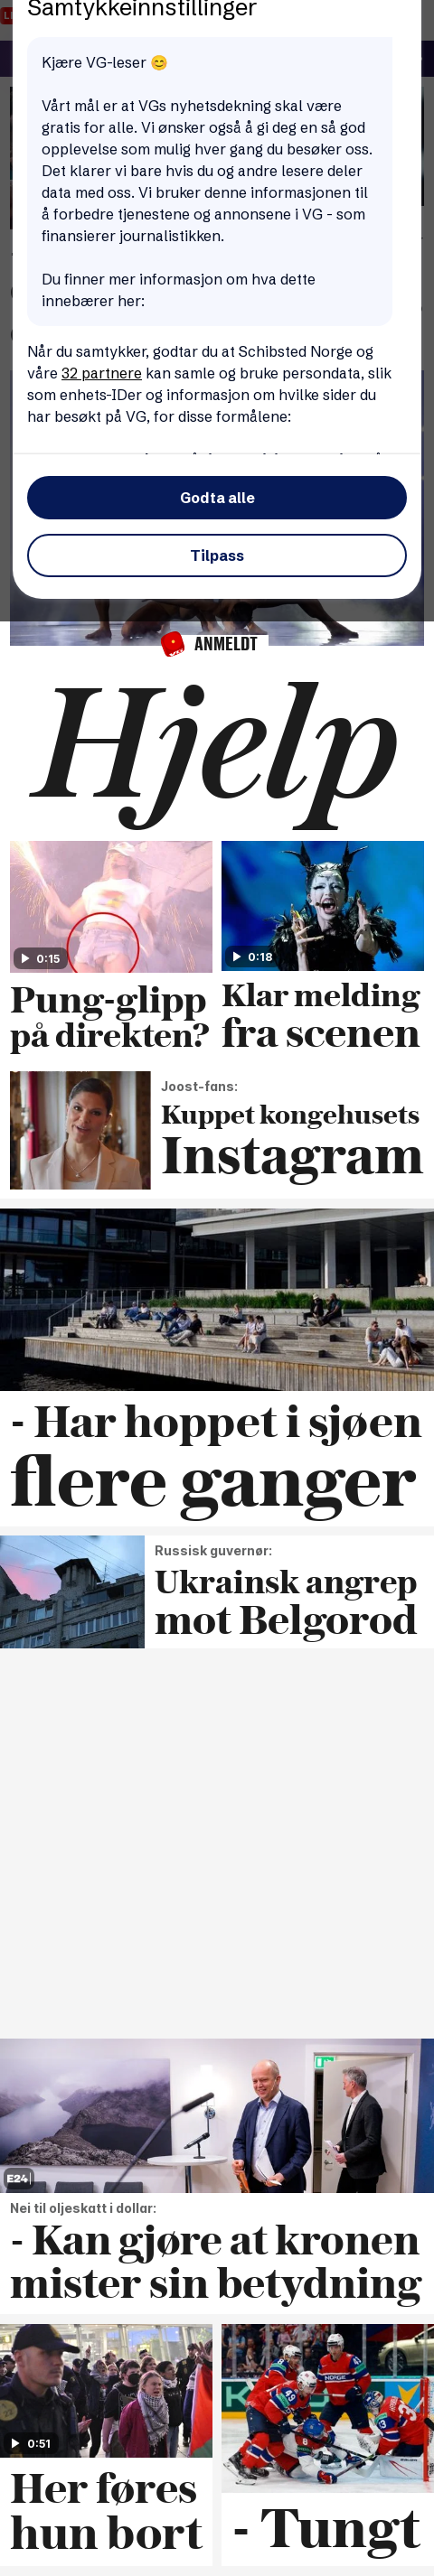 Samtykkeinnstillinger
Kjære VG-leser 😊
Vårt mål er at VGs nyhetsdekning skal være
gratis for alle. Vi ønsker også å gi deg en så god
opplevelse som mulig hver gang du besøker oss.
Det klarer vi bare hvis du og andre lesere deler
data med oss. Vi bruker denne informasjonen til
å forbedre tjenestene og annonsene i VG - som
finansierer journalistikken.
Du finner mer informasjon om hva dette
innebærer her:
Når du samtykker, godtar du at Schibsted Norge og
våre 32 partnere kan samle og bruke persondata, slik
som enhets-IDer og informasjon om hvilke sider du
har besøkt på VG, for disse formålene:
Godta alle
Tilpass
ANMELDT
Hjelp
0:15
Pung-glipp
på direkten?
0:18
Klar melding
fra scenen
Joost-fans:
Kuppet kongehusets
Instagram
- Har hoppet i sjøen
flere ganger
Russisk guvernør:
Ukrainsk angrep
mot Belgorod
E24
Nei til oljeskatt i dollar:
- Kan gjøre at kronen
mister sin betydning
0:51
Her føres
hun bort
- Tungt